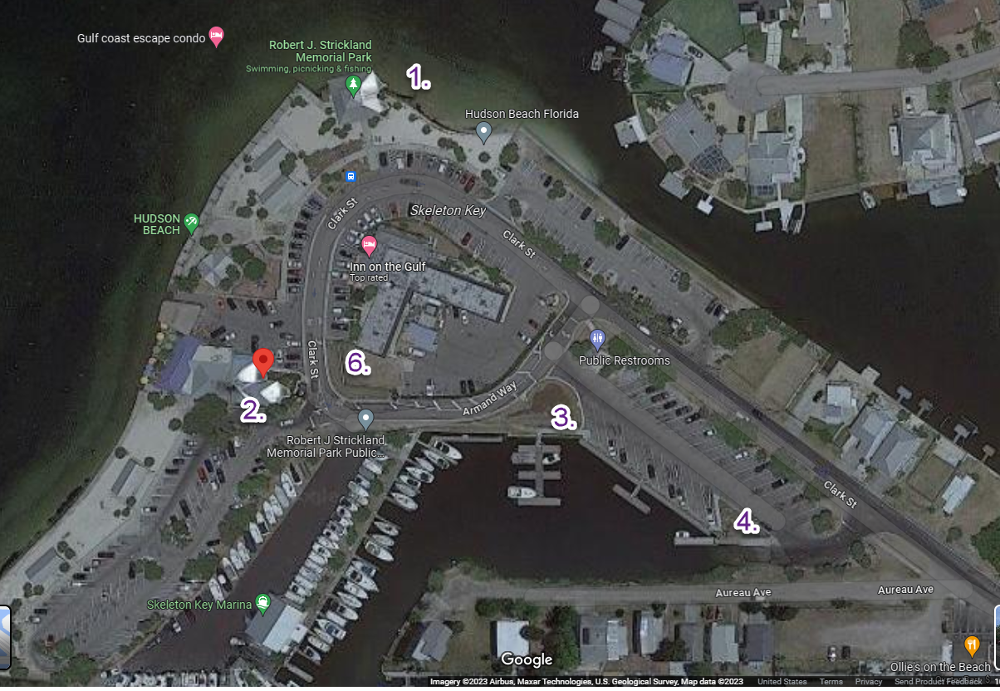 Gulf coast escape condo
Robert J. Strickland
Memorial Park
Swimming, picnicking & fishing
1.
Hudson Beach Florida
Skeleton Key
Clark St
Clark St
HUDSON
BEACH
Inn on the Gulf
Top rated
Clark St
6.
Public Restrooms
2.
Armand Way
3.
Robert J Strickland
Memorial Park Public...
Clark St
4.
Aureau Ave
Aureau Ave
Skeleton Key Marina
Google
Ollie's on the Beach
Imagery ©2023 Airbus, Maxar Technologies, U.S. Geological Survey, Map data ©2023 United States Terms Privacy Send Product Feedback